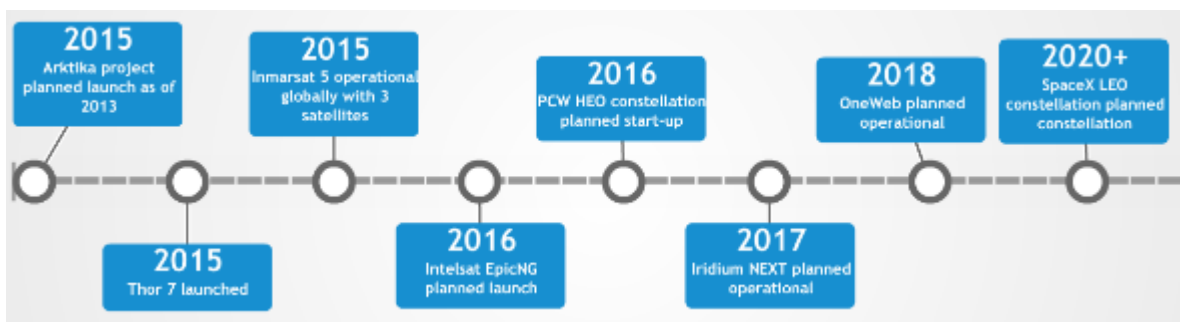 2015
Arktika project
planned launch as of
2013
2015
Thor 7 launched
2015
Inmarsat 5 operational
globally with 3
satellites
2016
Intelsat EpicNG
planned launch
2016
PCW HEO constellation
planned start-up
2017
Iridium NEXT planned
operational
2018
OneWeb planned
operational
2020+
SpaceX LEO
constellation planned
constellation